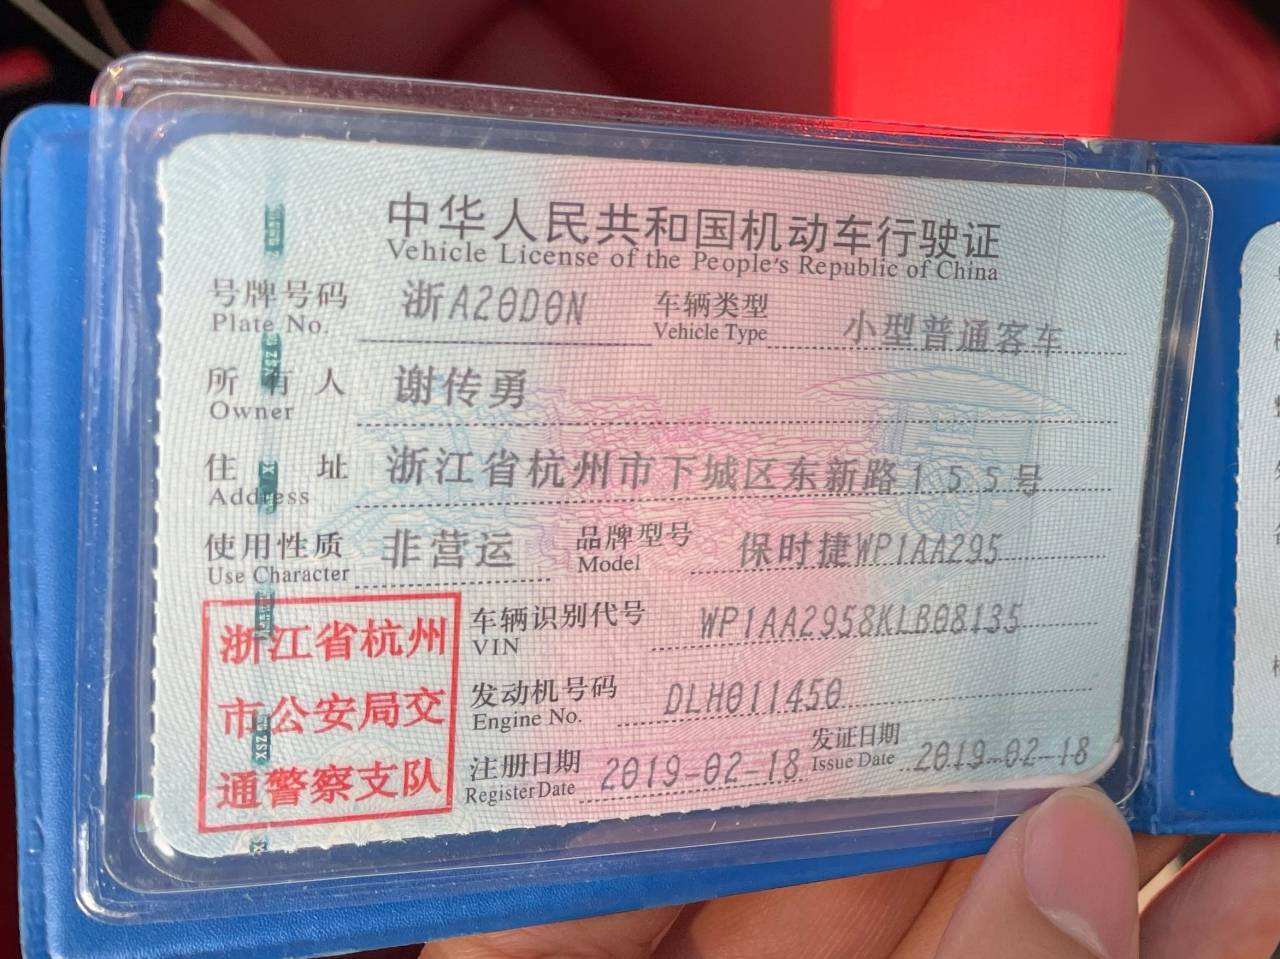 中华人民共和国机动车行驶证
Vehicle License of the People's Republic of China
号牌号码 浙A20D0N 车辆类型 小型普通客车
Plate No. Vehicle Type
所有人 谢传勇
Owner
住址 浙江省杭州市下城区东新路155号
Address
使用性质 非营运 品牌型号 保时捷WP1AA295
Use Character Model
浙江省杭州
市公安局交
通警察支队
车辆识别代号 WP1AA2958KLB08135
VIN
发动机号码 DLH011450
Engine No.
注册日期 2019-02-18 发证日期 2019-02-18
Register Date Issue Date